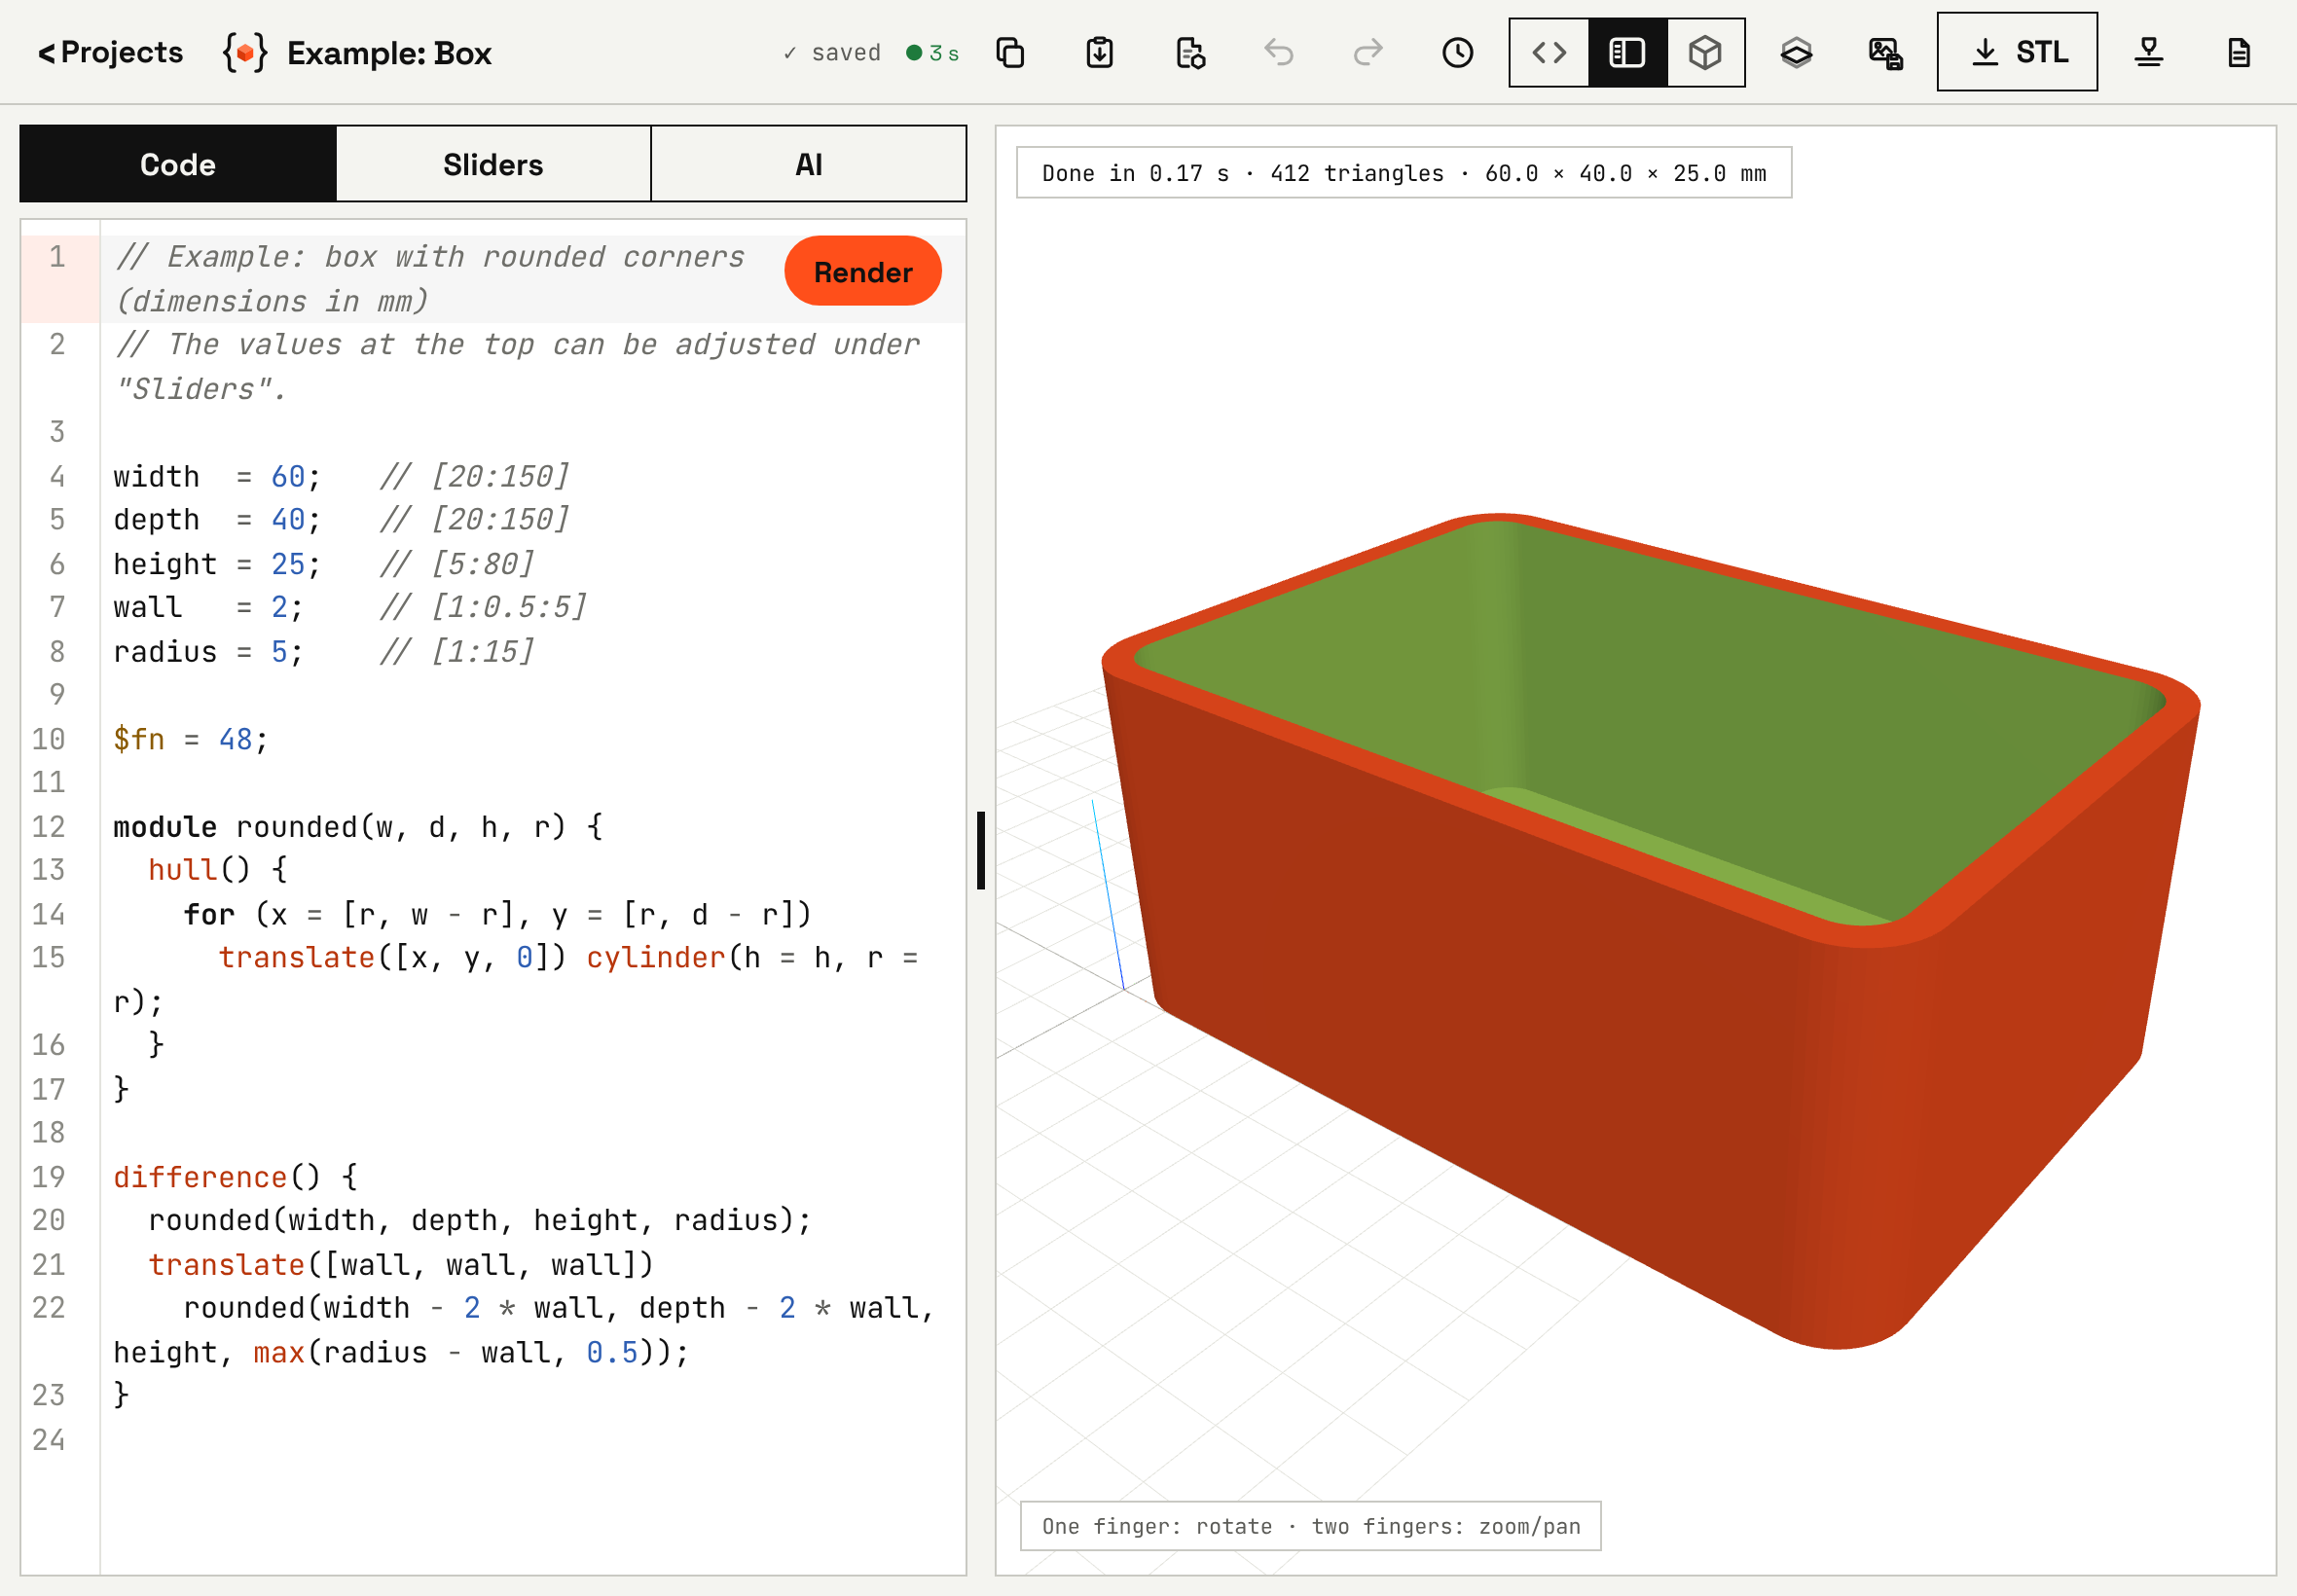 < Projects
Example: Box
✓ saved
3 s
STL
Code
Sliders
AI
Render
1 // Example: box with rounded corners
(dimensions in mm)
2 // The values at the top can be adjusted under
"Sliders".
3
4 width  = 60;   // [20:150]
5 depth  = 40;   // [20:150]
6 height = 25;   // [5:80]
7 wall   = 2;    // [1:0.5:5]
8 radius = 5;    // [1:15]
9
10 $fn = 48;
11
12 module rounded(w, d, h, r) {
13   hull() {
14     for (x = [r, w - r], y = [r, d - r])
15       translate([x, y, 0]) cylinder(h = h, r =
r);
16   }
17 }
18
19 difference() {
20   rounded(width, depth, height, radius);
21   translate([wall, wall, wall])
22     rounded(width - 2 * wall, depth - 2 * wall,
height, max(radius - wall, 0.5));
23 }
24
Done in 0.17 s · 412 triangles · 60.0 × 40.0 × 25.0 mm
One finger: rotate · two fingers: zoom/pan